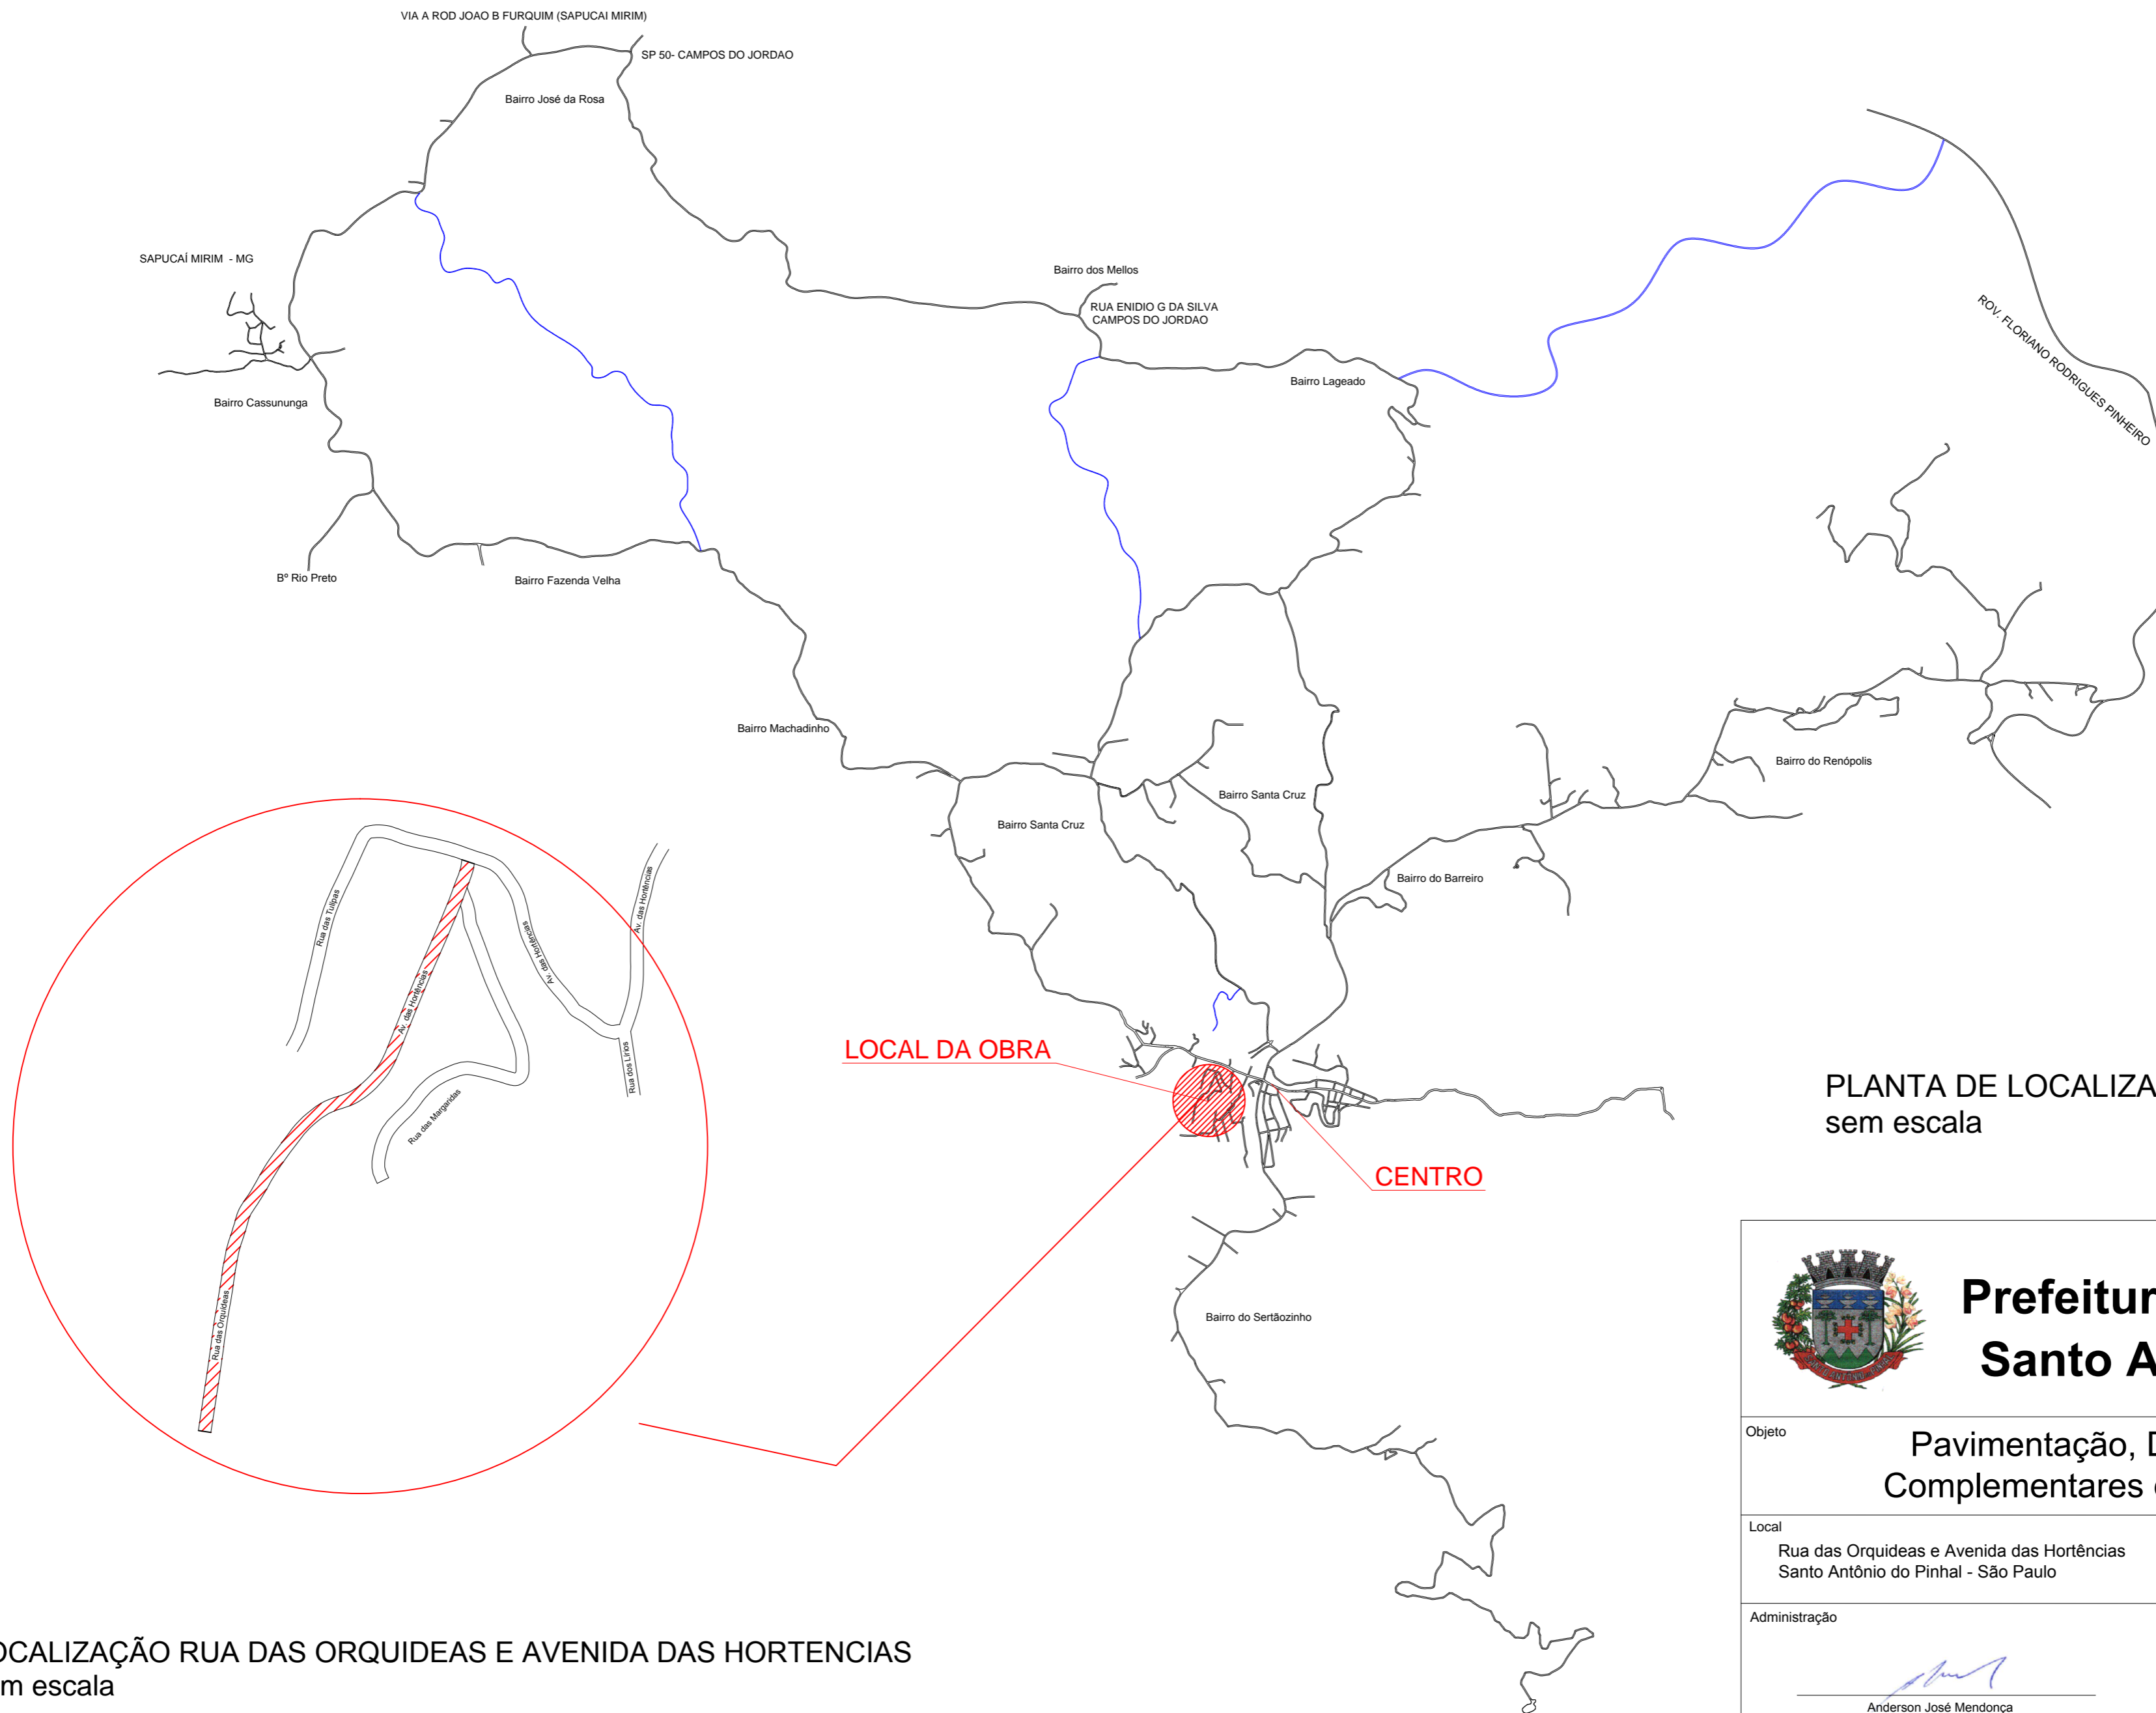 VIA A ROD JOAO B FURQUIM (SAPUCAI MIRIM)
SP 50- CAMPOS DO JORDAO
Bairro José da Rosa
SAPUCAÍ MIRIM - MG
Bairro dos Mellos
RUA ENIDIO G DA SILVA
CAMPOS DO JORDAO
ROV. FLORIANO RODRIGUES PINHEIRO
Bairro Lageado
Bairro Cassununga
Bº Rio Preto
Bairro Fazenda Velha
Bairro Machadinho
Bairro do Renópolis
Bairro Santa Cruz
Bairro Santa Cruz
Bairro do Barreiro
Rua das Tulipas
Av. das Hortências
Av. das Hortências
Av. das Hortências
Rua dos Lírios
Rua das Margaridas
Rua das Orquídeas
LOCAL DA OBRA
CENTRO
PLANTA DE LOCALIZA
sem escala
Bairro do Sertãozinho
Prefeitur
Santo A
Objeto
Pavimentação, D
Complementares
Local
Rua das Orquideas e Avenida das Hortências
Santo Antônio do Pinhal - São Paulo
Administração
Anderson José Mendonça
OCALIZAÇÃO RUA DAS ORQUIDEAS E AVENIDA DAS HORTENCIAS
m escala